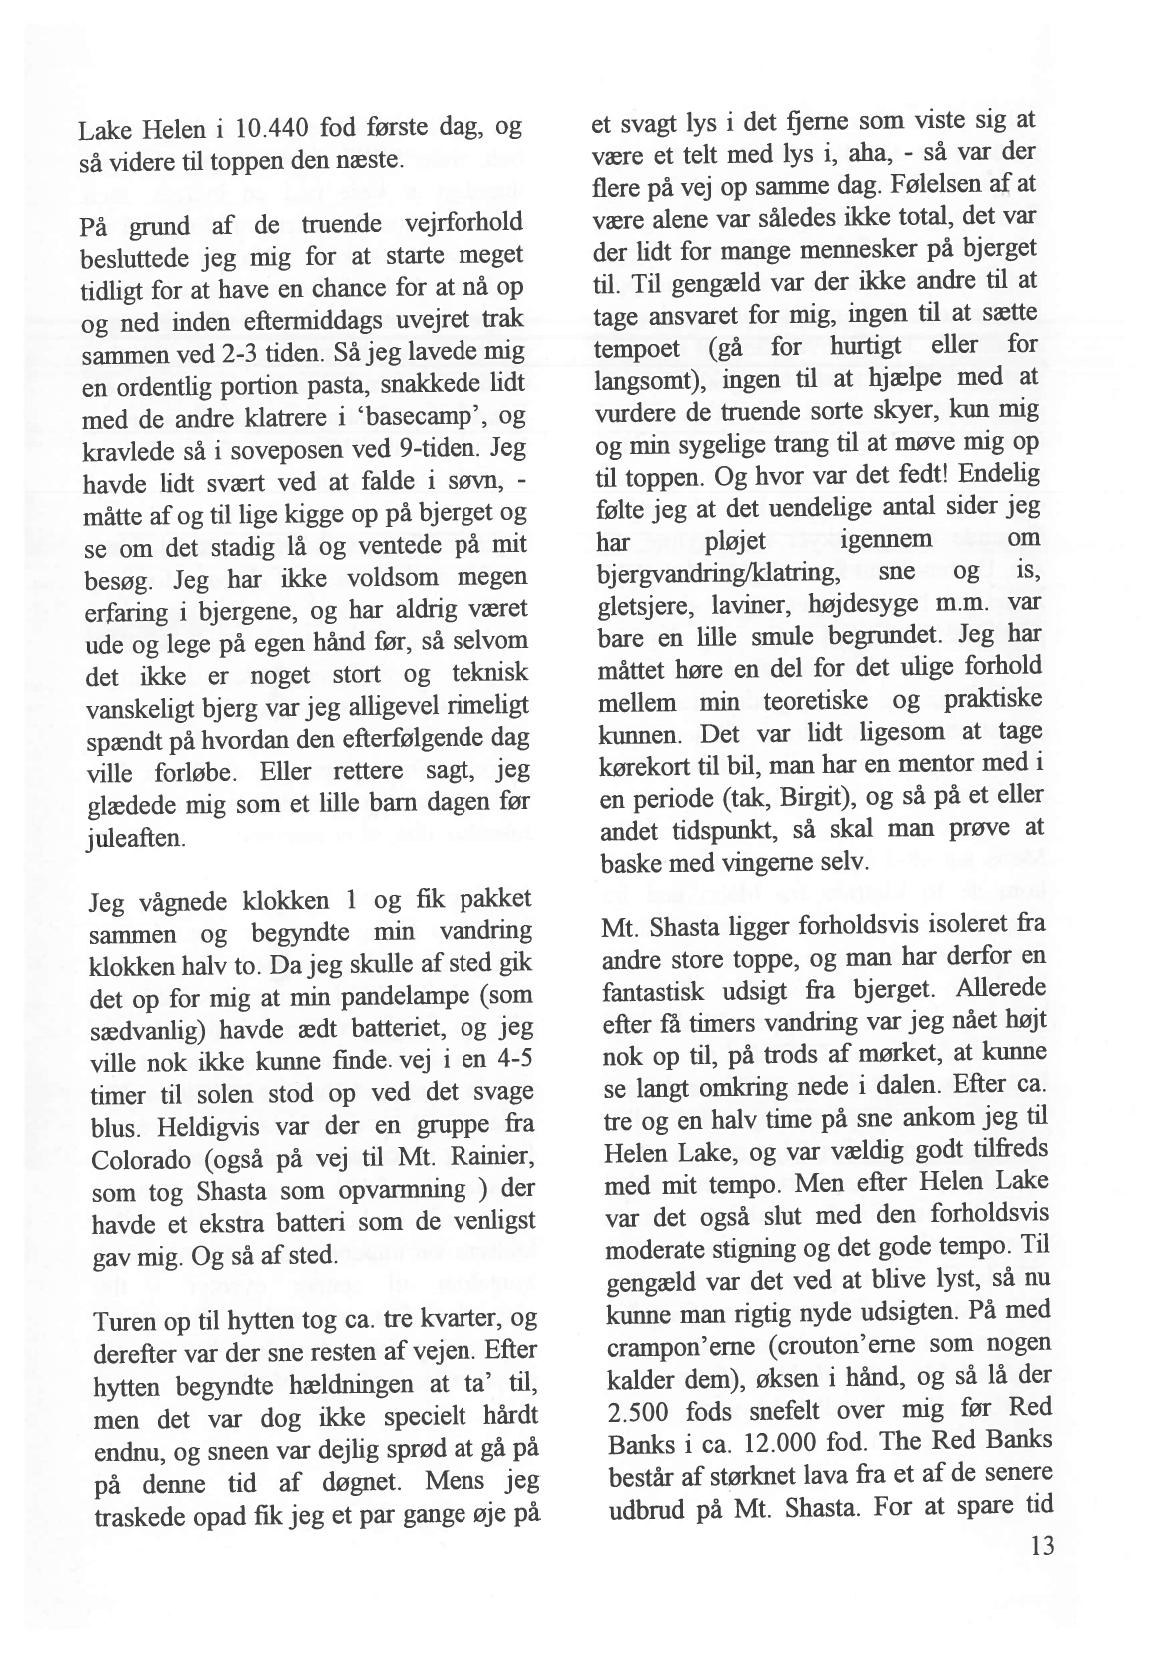 Lake Helen i 10.440 fod første dag, og
så videre til toppen den næste.
På grund af de truende vejrforhold
besluttede jeg mig for at starte meget
tidligt for at have en chance for at nå op
og ned inden eftermiddags uvejret trak
sammen ved 2-3 tiden. Så jeg lavede mig
en ordentlig portion pasta, snakkede lidt
med de andre klatrere i ‘basecamp’, og
kravlede så i soveposen ved 9-tiden. Jeg
havde lidt svært ved at falde i søvn, -
måtte af og til lige kigge op på bjerget og
se om det stadig lå og ventede på mit
besøg. Jeg har ikke voldsom megen
erfaring i bjergene, og har aldrig været
ude og lege på egen hånd før, så selvom
det ikke er noget stort og teknisk
vanskeligt bjerg var jeg alligevel rimeligt
spændt på hvordan den efterfølgende dag
ville forløbe. Eller rettere sagt, jeg
glædede mig som et lille barn dagen før
juleaften.
Jeg vågnede klokken 1 og fik pakket
sammen og begyndte min vandring
klokken halv to. Da jeg skulle af sted gik
det op for mig at min pandelampe (som
sædvanlig) havde ædt batteriet, og jeg
ville nok ikke kunne finde. vej i en 4-5
timer til solen stod op ved det svage
blus. Heldigvis var der en gruppe fra
Colorado (også på vej til Mt. Rainier,
som tog Shasta som opvarmning ) der
havde et ekstra batteri som de venligst
gav mig. Og så af sted.
Turen op til hytten tog ca. tre kvarter, og
derefter var der sne resten af vejen. Efter
hytten begyndte hældningen at ta’ til,
men det var dog ikke specielt hårdt
endnu, og sneen var dejlig sprød at gå på
på denne tid af døgnet. Mens jeg
traskede opad fik jeg et par gange øje på
et svagt lys i det fjerne som viste sig at
være et telt med lys i, aha, - så var der
flere på vej op samme dag. Følelsen af at
være alene var således ikke total, det var
der lidt for mange mennesker på bjerget
til. Til gengæld var der ikke andre til at
tage ansvaret for mig, ingen til at sætte
tempoet (gå for hurtigt eller for
langsomt), ingen til at hjælpe med at
vurdere de truende sorte skyer, kun mig
og min sygelige trang til at møve mig op
til toppen. Og hvor var det fedt! Endelig
følte jeg at det uendelige antal sider jeg
har pløjet igennem om
bjergvandring/klatring, sne og is,
gletsjere, laviner, højdesyge m.m. var
bare en lille smule begrundet. Jeg har
måttet høre en del for det ulige forhold
mellem min teoretiske og praktiske
kunnen. Det var lidt ligesom at tage
kørekort til bil, man har en mentor med i
en periode (tak, Birgit), og så på et eller
andet tidspunkt, så skal man prøve at
baske med vingerne selv.
Mt. Shasta ligger forholdsvis isoleret fra
andre store toppe, og man har derfor en
fantastisk udsigt fra bjerget. Allerede
efter få timers vandring var jeg nået højt
nok op til, på trods af mørket, at kunne
se langt omkring nede i dalen. Efter ca.
tre og en halv time på sne ankom jeg til
Helen Lake, og var vældig godt tilfreds
med mit tempo. Men efter Helen Lake
var det også slut med den forholdsvis
moderate stigning og det gode tempo. Til
gengæld var det ved at blive lyst, så nu
kunne man rigtig nyde udsigten. På med
crampon’erne (crouton’erne som nogen
kalder dem), øksen i hånd, og så lå der
2.500 fods snefelt over mig før Red
Banks i ca. 12.000 fod. The Red Banks
består af størknet lava fra et af de senere
udbrud på Mt. Shasta. For at spare tid
13